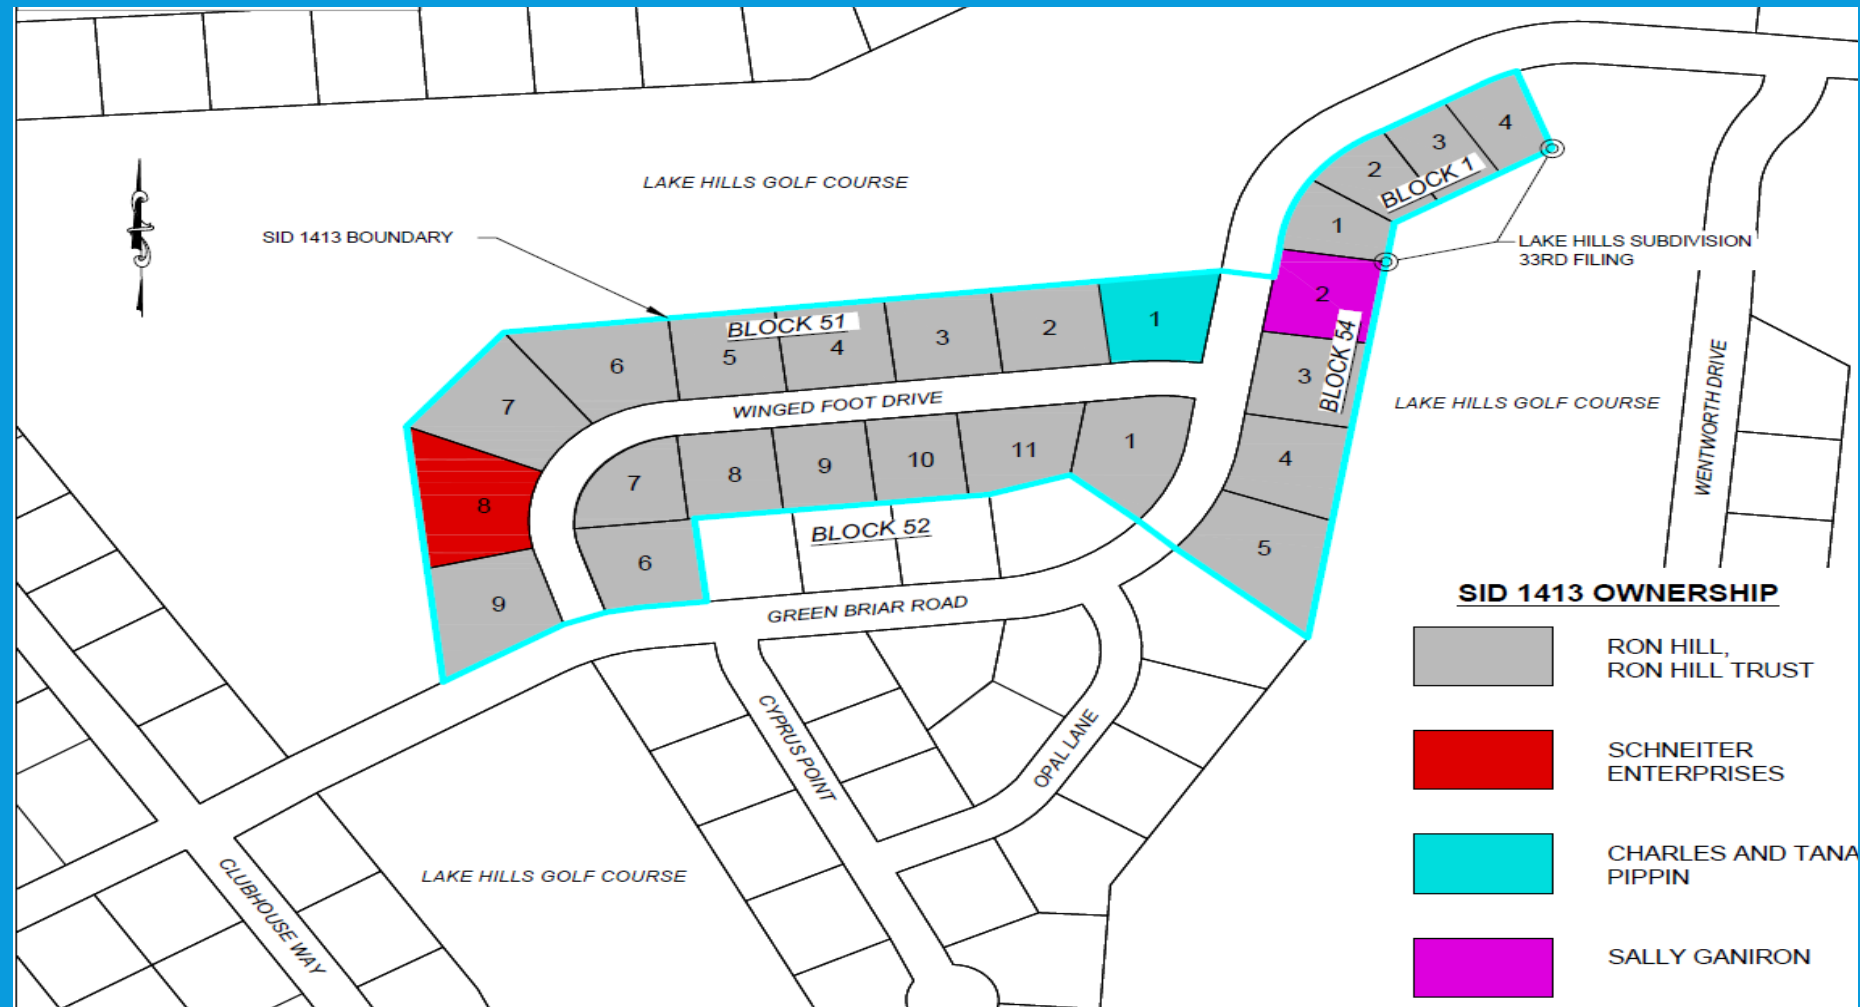 LAKE HILLS GOLF COURSE
SID 1413 BOUNDARY
4
3
2
BLOCK 1
1
LAKE HILLS SUBDIVISION
33RD FILING
2
BLOCK 54
3
4
5
LAKE HILLS GOLF COURSE
WENTWORTH DRIVE
BLOCK 51
1
2
3
4
5
6
7
8
9
WINGED FOOT DRIVE
7
8
9
10
11
1
6
BLOCK 52
GREEN BRIAR ROAD
CYPRUS POINT
OPAL LANE
LAKE HILLS GOLF COURSE
CLUBHOUSE WAY
SID 1413 OWNERSHIP
RON HILL,
RON HILL TRUST
SCHNEITER
ENTERPRISES
CHARLES AND TANA
PIPPIN
SALLY GANIRON